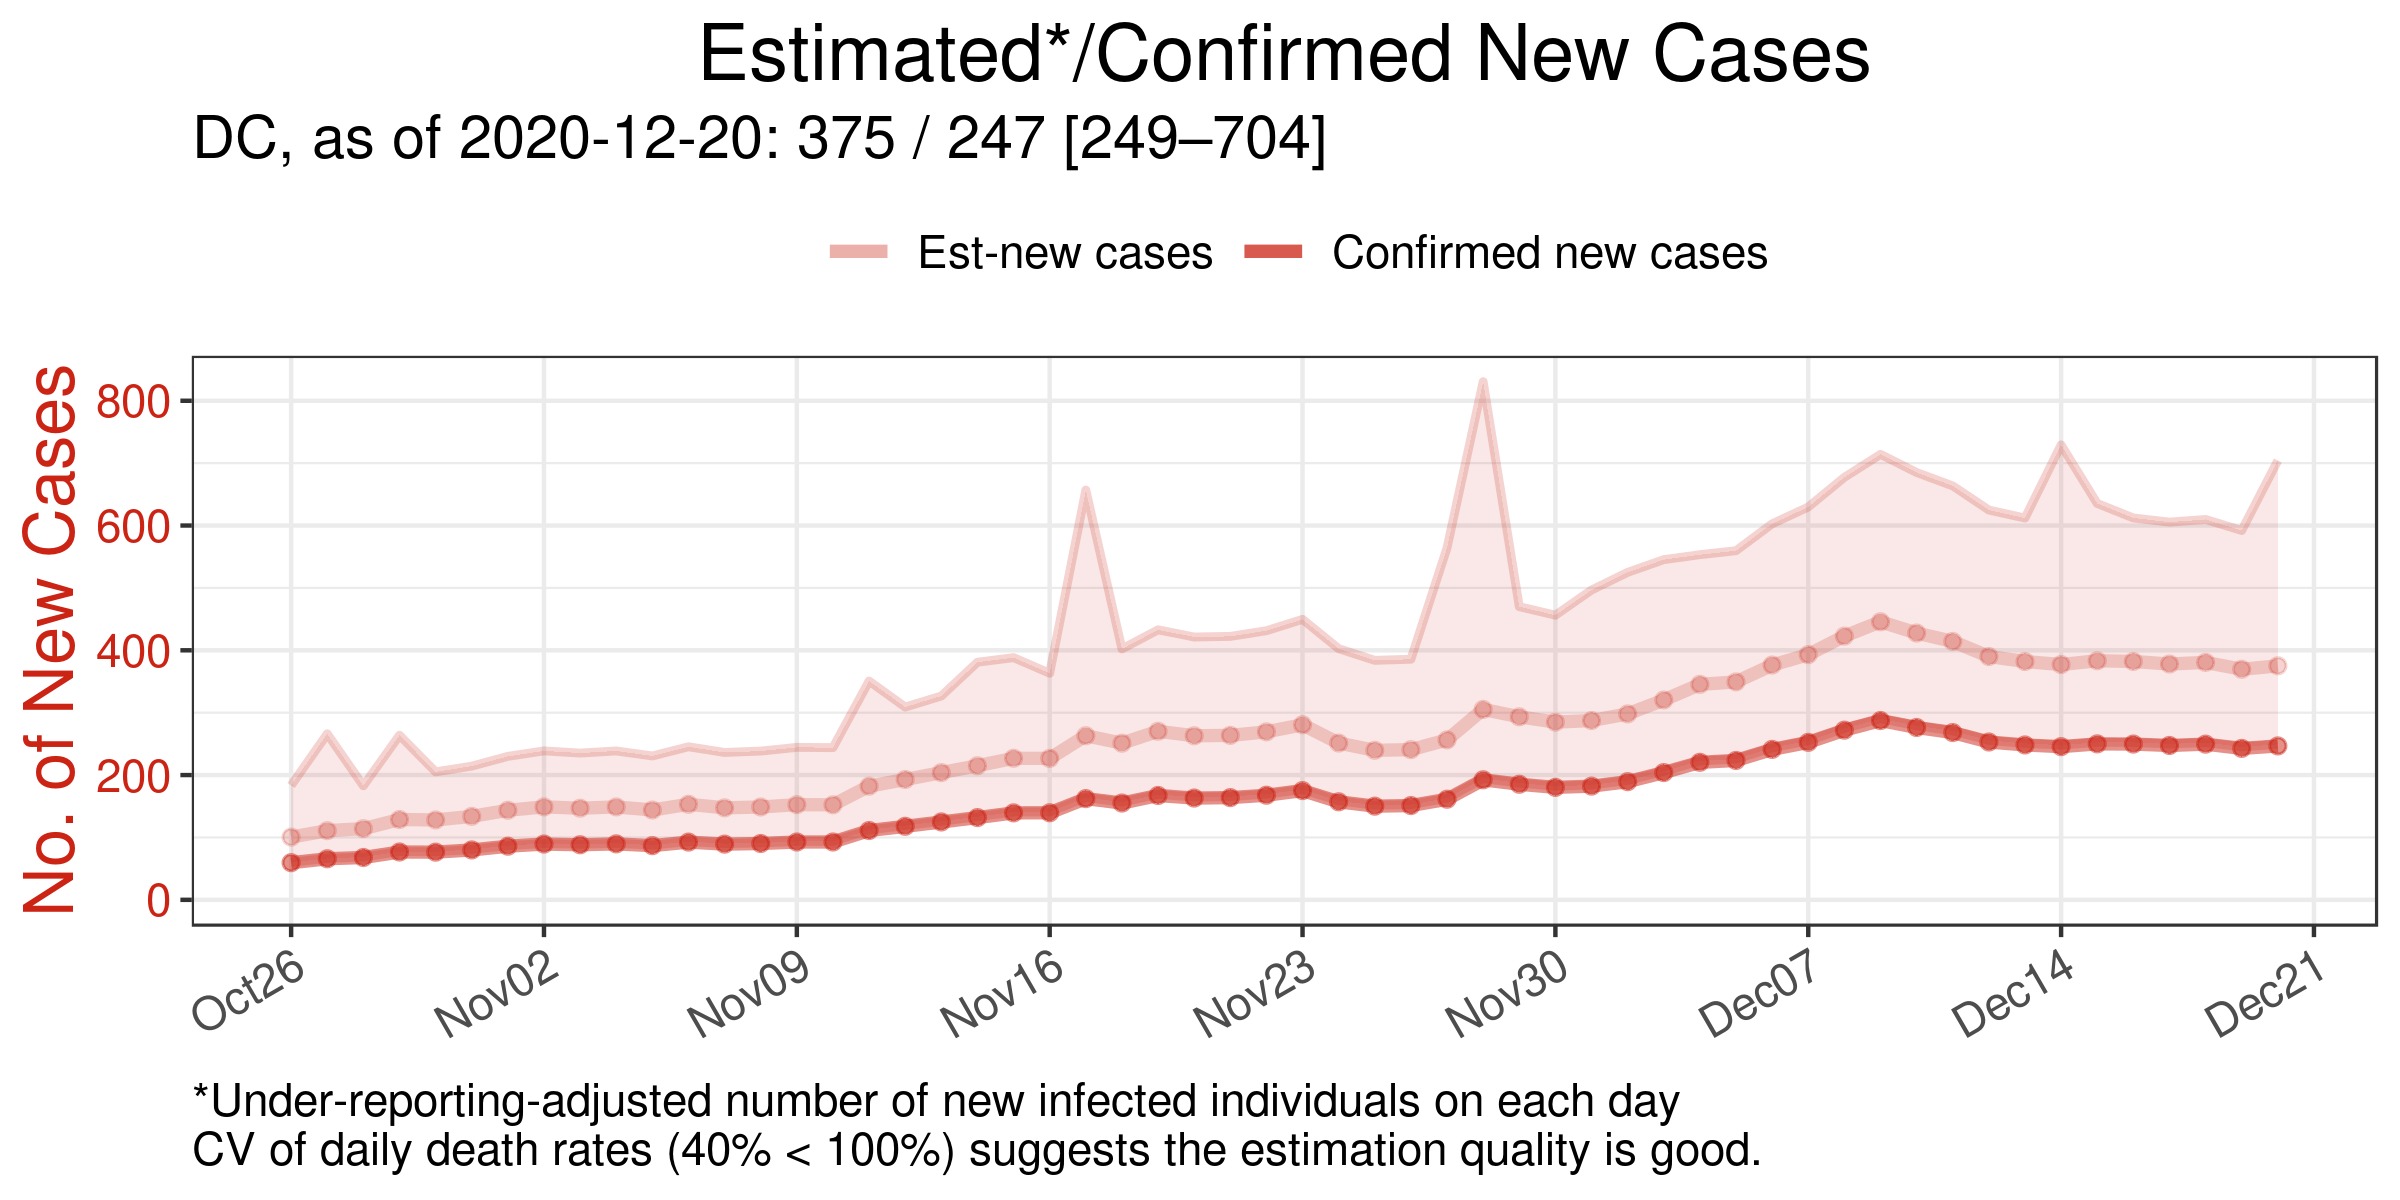 Estimated*/Confirmed New Cases
DC, as of 2020-12-20: 375 / 247 [249–704]
Est-new cases
Confirmed new cases
No. of New Cases
800
600
400
200
0
Oct26
Nov02
Nov09
Nov16
Nov23
Nov30
Dec07
Dec14
Dec21
*Under-reporting-adjusted number of new infected individuals on each day
CV of daily death rates (40% < 100%) suggests the estimation quality is good.